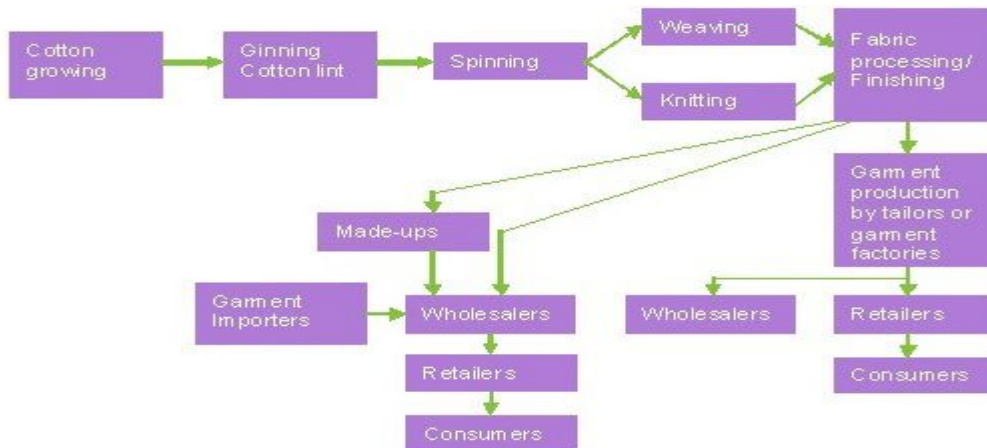 Cotton
growing
Ginning
Cotton lint
Spinning
Weaving
Knitting
Fabric
processing/
Finishing
Garment
production
by tailors or
garment
factories
Made-ups
Garment
Importers
Wholesalers
Wholesalers
Retailers
Retailers
Consumers
Consumers